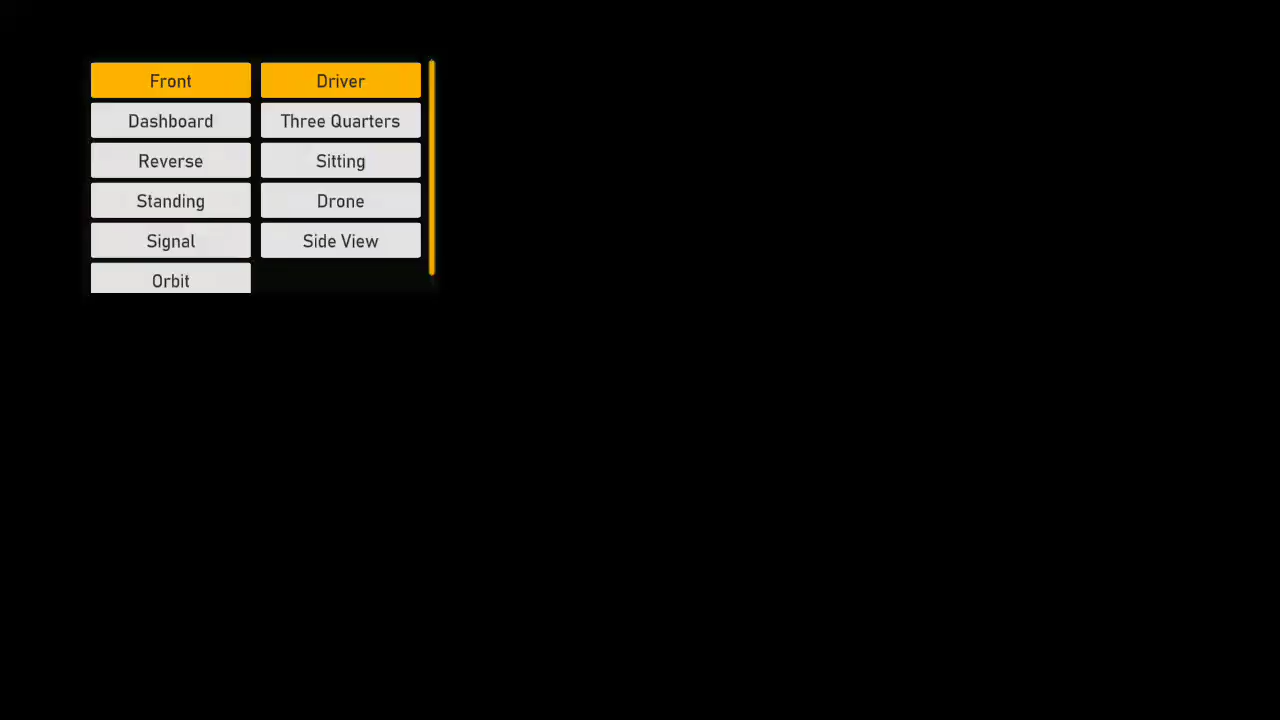 Front Driver
Dashboard Three Quarters
Reverse Sitting
Standing Drone
Signal Side View
Orbit